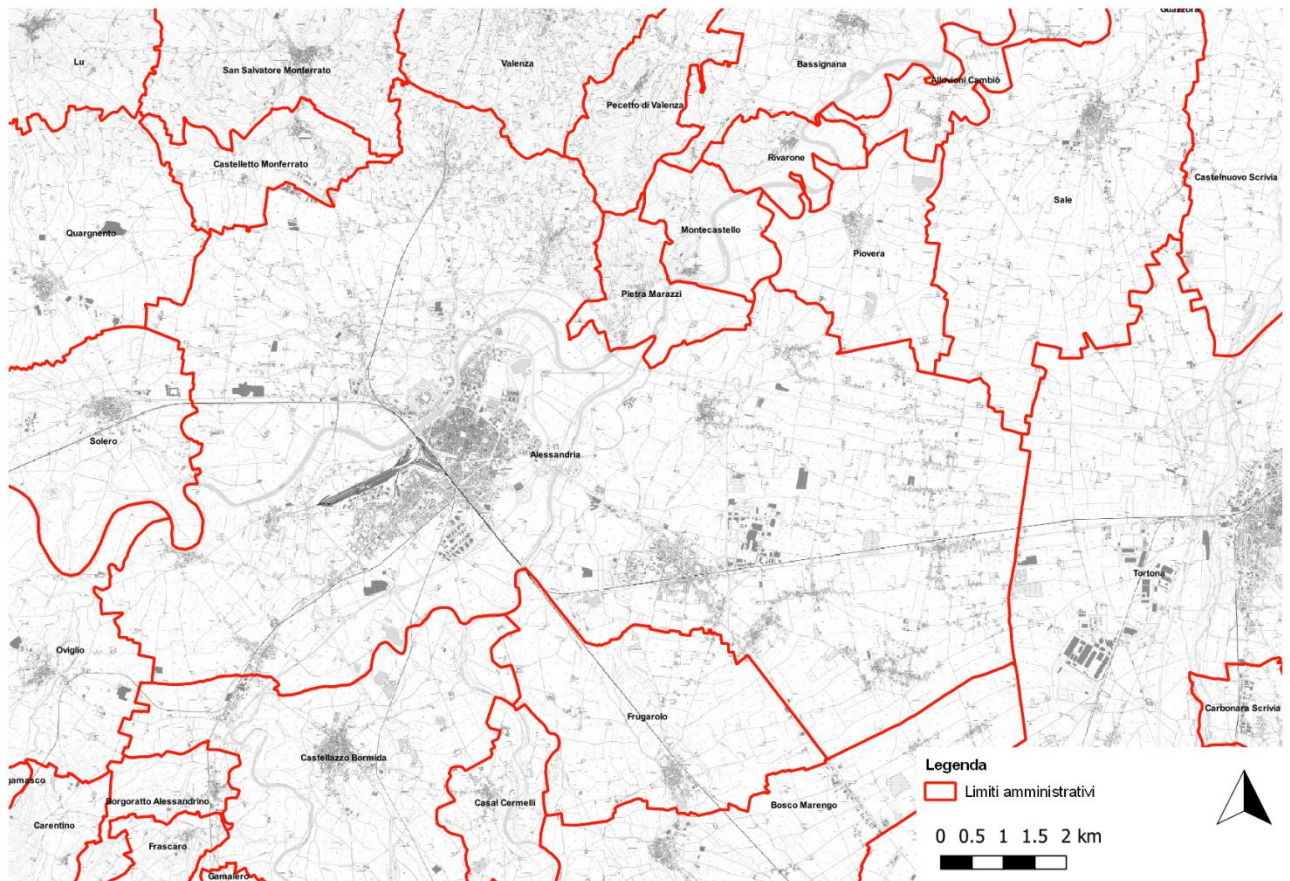 Guazzora
Lu
San Salvatore Monferrato
Valenza
Bassignana
Alluvioni Cambiò
Pecetto di Valenza
Castelletto Monferrato
Rivarone
Castelnuovo Scrivia
Sale
Quargnento
Montecastello
Piovera
Pietra Marazzi
Solero
Alessandria
Tortona
Oviglio
Frugarolo
Carbonara Scrivia
Castellazzo Bormida
gamasco
Borgoratto Alessandrino
Casal Cermelli
Bosco Marengo
Carentino
Frascaro
Gamalero
Legenda
Limiti amministrativi
0 0.5 1 1.5 2 km